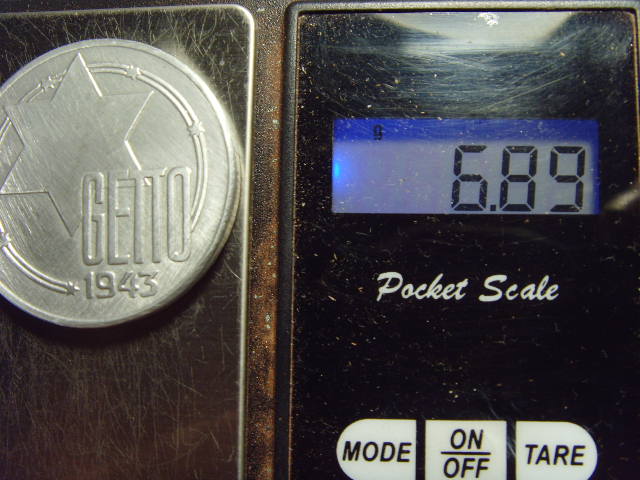 GETTO
1943
g
6.89
Pocket Scale
MODE
ON
OFF
TARE